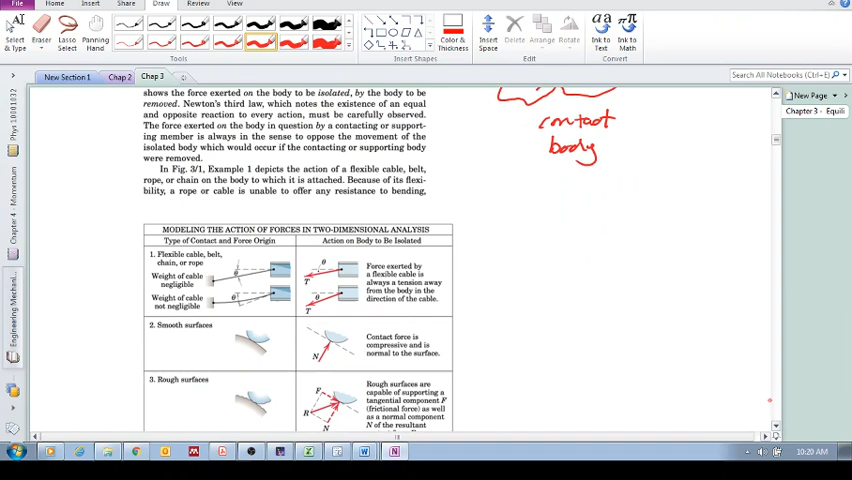 File
Home
Insert
Share
Draw
Review
View
Select & Type
Eraser
Lasso Select
Panning Hand
Tools
Insert Shapes
Color & Thickness
Insert Space
Delete
Arrange
Rotate
Edit
Ink to Text
Ink to Math
Convert
New Section 1
Chap 2
Chap 3
Search All Notebooks (Ctrl+E)
New Page
Chapter 3 - Equili
Phys 10011032
Chapter 4 - Momentum
Engineering Mechani
shows the force exerted on the body to be isolated, by the body to be
removed. Newton's third law, which notes the existence of an equal
and opposite reaction to every action, must be carefully observed.
The force exerted on the body in question by a contacting or support-
ing member is always in the sense to oppose the movement of the
isolated body which would occur if the contacting or supporting body
were removed.
In Fig. 3/1, Example 1 depicts the action of a flexible cable, belt,
rope, or chain on the body to which it is attached. Because of its flexi-
bility, a rope or cable is unable to offer any resistance to bending,
contact
body
MODELING THE ACTION OF FORCES IN TWO-DIMENSIONAL ANALYSIS
Type of Contact and Force Origin
Action on Body to Be Isolated
1. Flexible cable, belt,
chain, or rope
Weight of cable
negligible
Weight of cable
not negligible
θ
θ
θ
T
θ
T
Force exerted by
a flexible cable is
always a tension away
from the body in the
direction of the cable.
2. Smooth surfaces
N
Contact force is
compressive and is
normal to the surface.
3. Rough surfaces
F
R
N
Rough surfaces are
capable of supporting a
tangential component F
(frictional force) as well
as a normal component
N of the resultant
10:20 AM